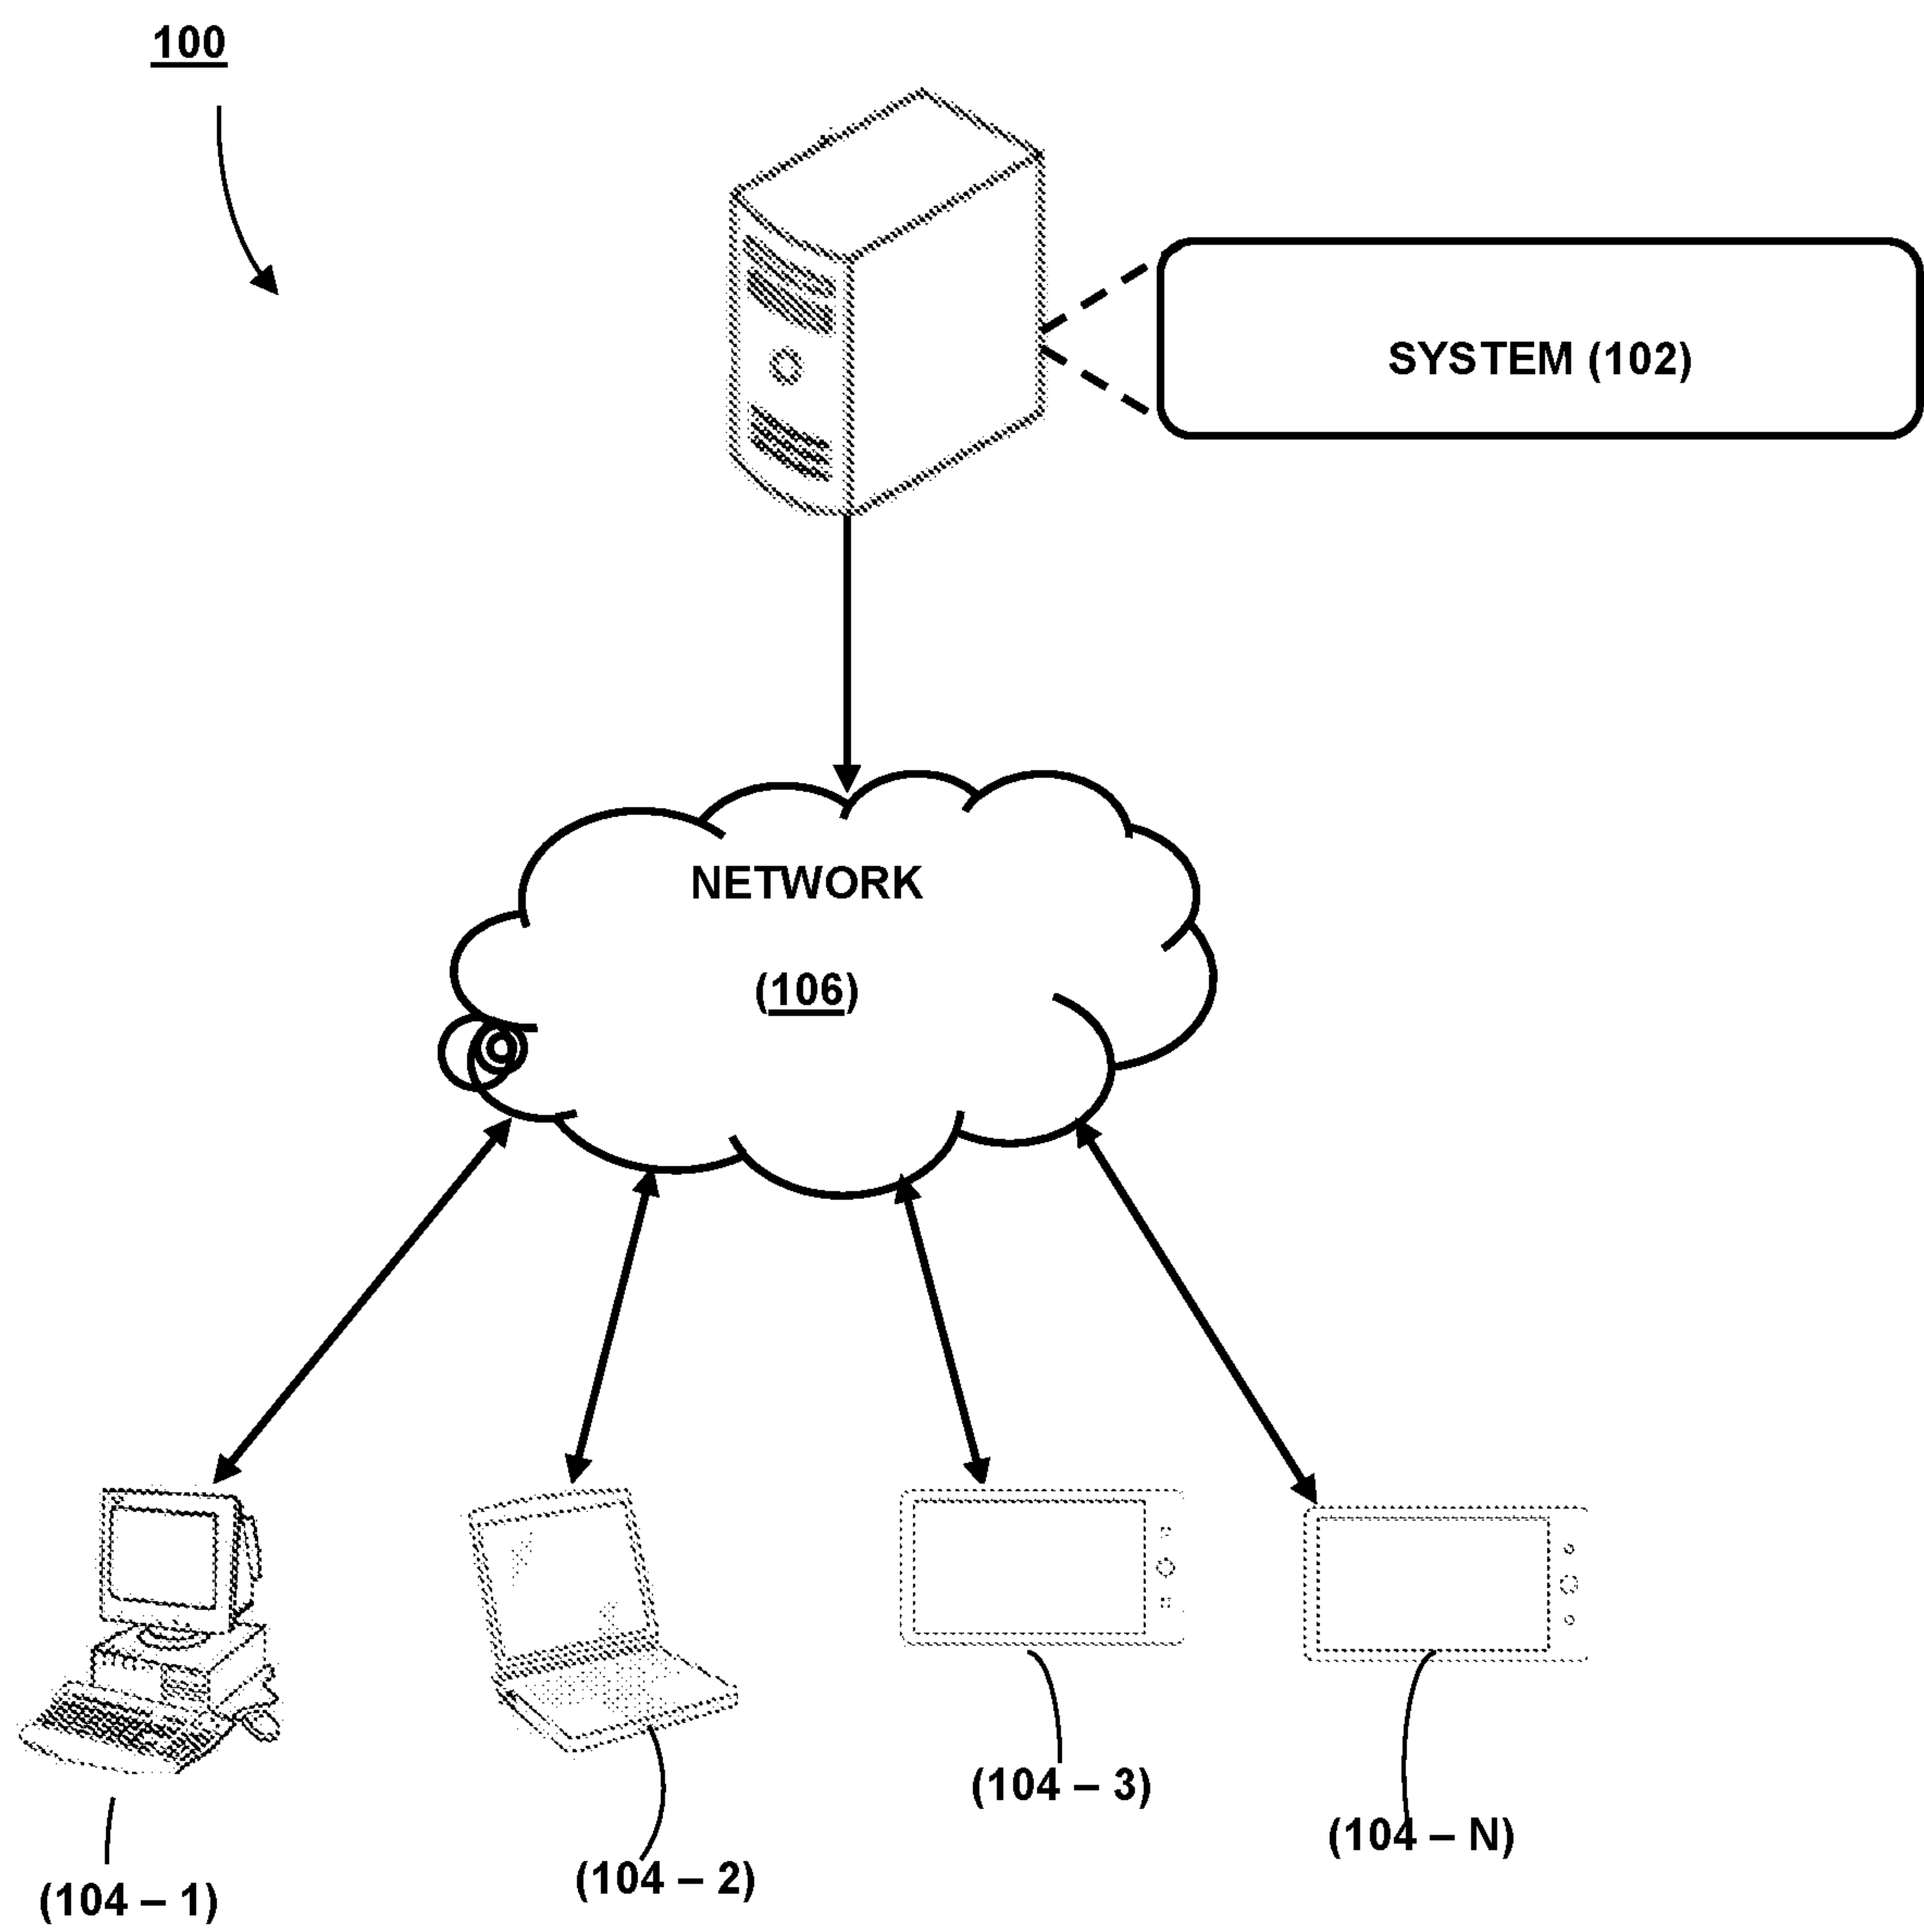 100
SYSTEM (102)
NETWORK
(106)
(104 – 3)
(104 – N)
(104 – 2)
(104 – 1)